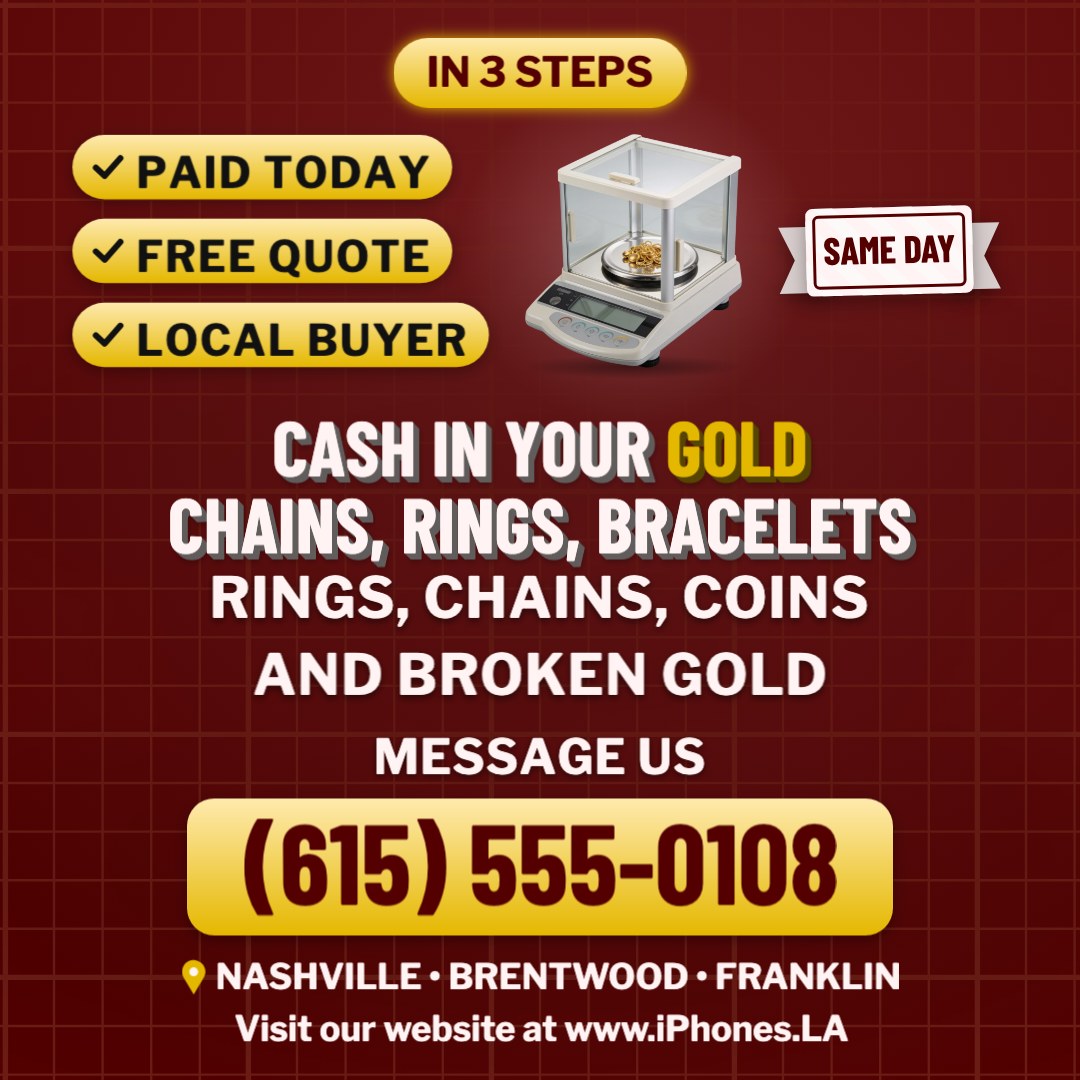 IN 3 STEPS
PAID TODAY
FREE QUOTE
LOCAL BUYER
SAME DAY
CASH IN YOUR GOLD
CHAINS, RINGS, BRACELETS
RINGS, CHAINS, COINS
AND BROKEN GOLD
MESSAGE US
(615) 555-0108
NASHVILLE • BRENTWOOD • FRANKLIN
Visit our website at www.iPhones.LA